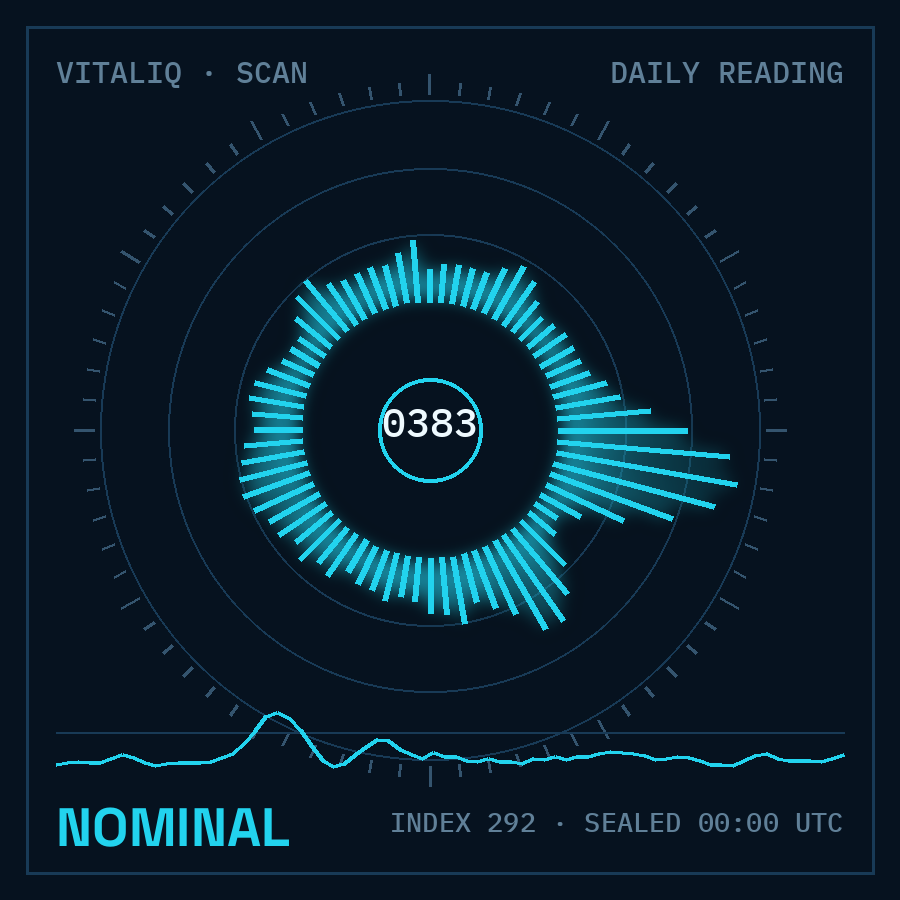 VITALIQ · SCAN
DAILY READING
0383
NOMINAL
INDEX 292 · SEALED 00:00 UTC